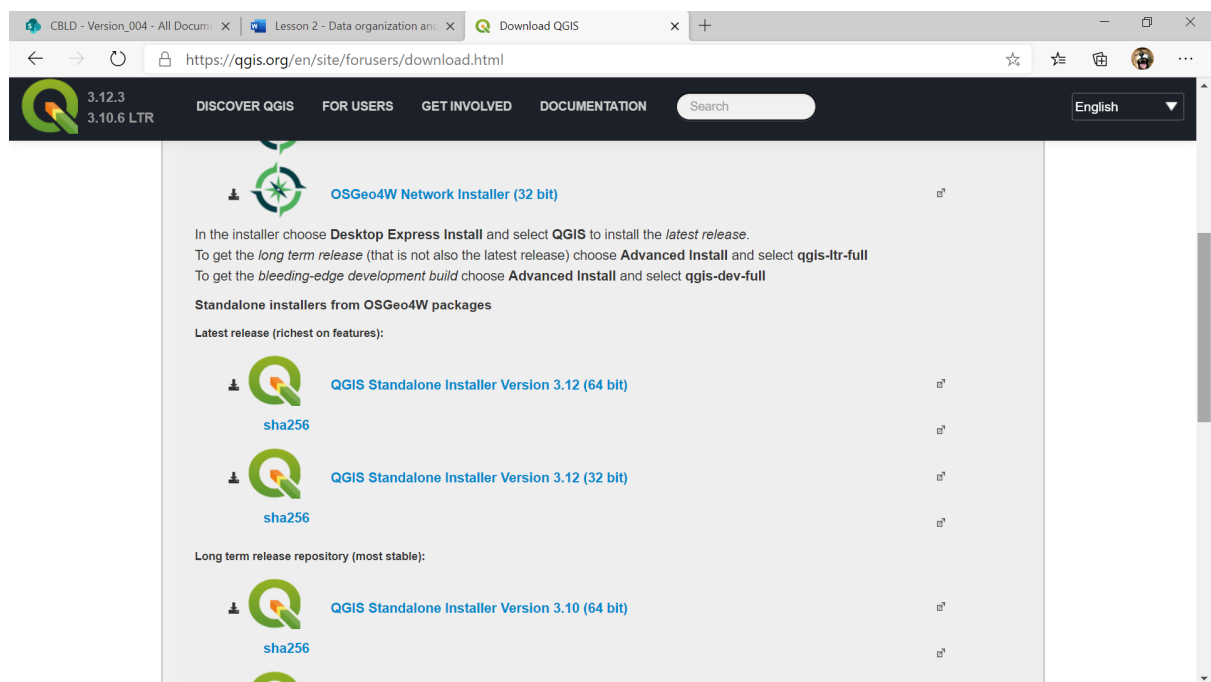 CBLD - Version_004 - All Docume
Lesson 2 - Data organization and
Download QGIS
https://qgis.org/en/site/forusers/download.html
3.12.3
3.10.6 LTR
DISCOVER QGIS
FOR USERS
GET INVOLVED
DOCUMENTATION
Search
English
OSGeo4W Network Installer (32 bit)
In the installer choose Desktop Express Install and select QGIS to install the latest release.
To get the long term release (that is not also the latest release) choose Advanced Install and select qgis-ltr-full
To get the bleeding-edge development build choose Advanced Install and select qgis-dev-full
Standalone installers from OSGeo4W packages
Latest release (richest on features):
QGIS Standalone Installer Version 3.12 (64 bit)
sha256
QGIS Standalone Installer Version 3.12 (32 bit)
sha256
Long term release repository (most stable):
QGIS Standalone Installer Version 3.10 (64 bit)
sha256